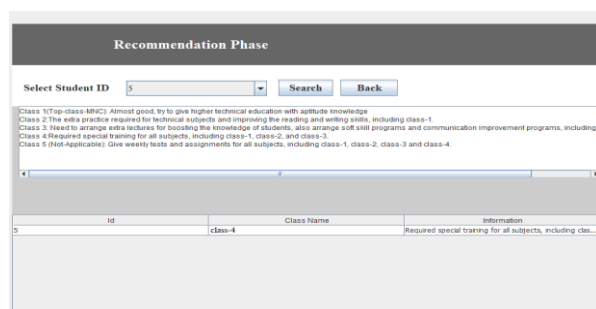 Recommendation Phase
Select Student ID 5 Search Back
Class 1(Top-class-MNC): Almost good, try to give higher technical education with aptitude knowledge
Class 2:The extra practice required for technical subjects and improving the reading and writing skills, including class-1.
Class 3: Need to arrange extra lectures for boosting the knowledge of students, also arrange soft skill programs and communication improvement programs, including
Class 4:Required special training for all subjects, including class-1, class-2, and class-3.
Class 5 (Not-Applicable): Give weekly tests and assignments for all subjects, including class-1, class-2, class-3 and class-4.
Id Class Name Information
5 class-4 Required special training for all subjects, including clas...